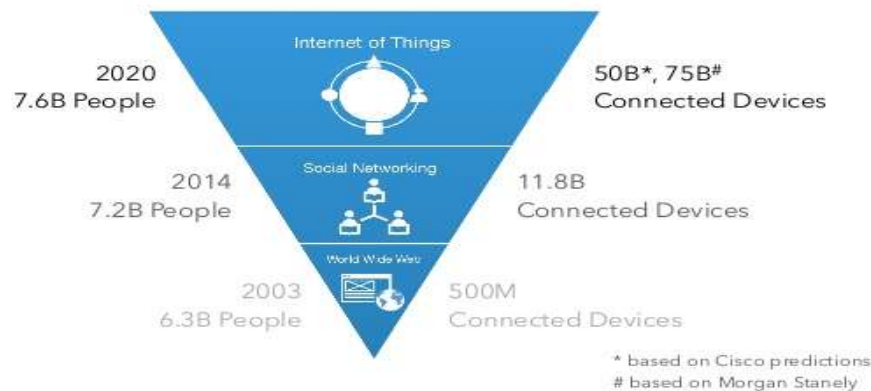 Internet of Things
2020
7.6B People
50B*, 75B#
Connected Devices
Social Networking
2014
7.2B People
11.8B
Connected Devices
World Wide Web
2003
6.3B People
500M
Connected Devices
* based on Cisco predictions
# based on Morgan Stanely